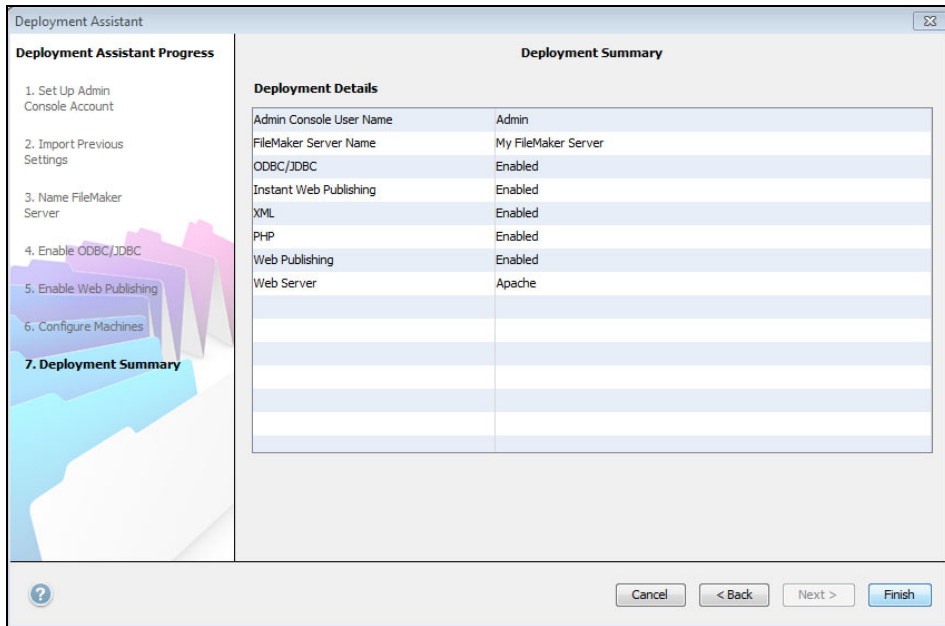 Deployment Assistant
Deployment Assistant Progress
1. Set Up Admin
Console Account
2. Import Previous
Settings
3. Name FileMaker
Server
4. Enable ODBC/JDBC
5. Enable Web Publishing
6. Configure Machines
7. Deployment Summary
Deployment Summary
Deployment Details
Admin Console User Name Admin
FileMaker Server Name My FileMaker Server
ODBC/JDBC Enabled
Instant Web Publishing Enabled
XML Enabled
PHP Enabled
Web Publishing Enabled
Web Server Apache
? Cancel < Back Next > Finish